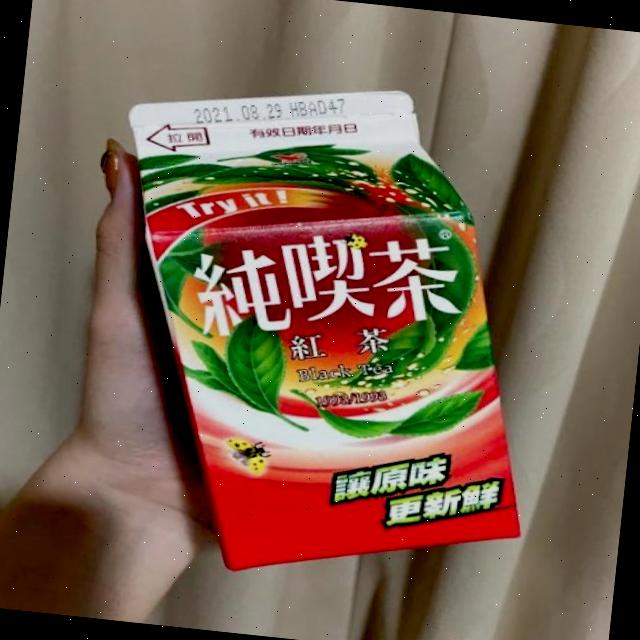 2021.08.29 HBAD47
拉開
有效日期年月日
Try it!
純喫茶®
紅茶
Black Tea
讓原味
更新鮮